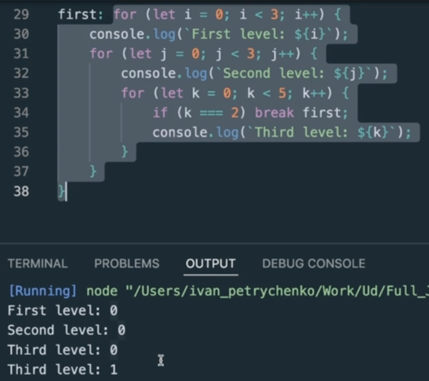 29 first: for (let i = 0; i < 3; i++) {
30 console.log(`First level: ${i}`);
31 for (let j = 0; j < 3; j++) {
32 console.log(`Second level: ${j}`);
33 for (let k = 0; k < 5; k++) {
34 if (k === 2) break first;
35 console.log(`Third level: ${k}`);
36 }
37 }
38 }
TERMINAL PROBLEMS OUTPUT DEBUG CONSOLE
[Running] node "/Users/ivan_petrychenko/Work/Ud/Full_
First level: 0
Second level: 0
Third level: 0
Third level: 1